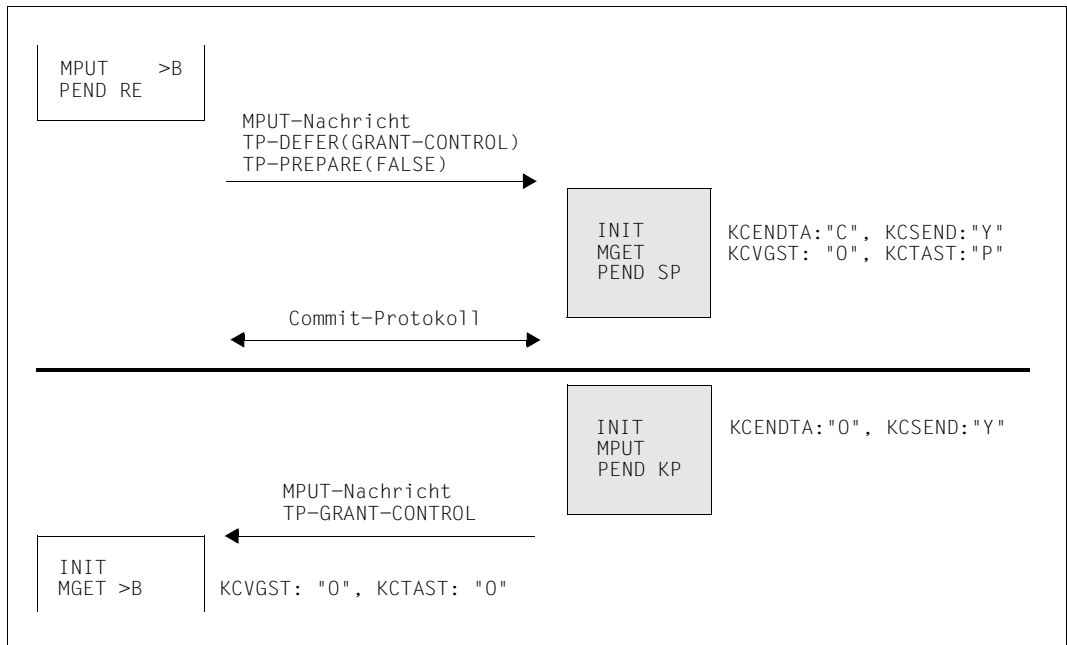 MPUT >B
PEND RE
MPUT-Nachricht
TP-DEFER(GRANT-CONTROL)
TP-PREPARE(FALSE)
INIT
MGET
PEND SP
KCENDTA:"C", KCSEND:"Y"
KCVGST: "O", KCTAST:"P"
Commit-Protokoll
INIT
MPUT
PEND KP
KCENDTA:"O", KCSEND:"Y"
MPUT-Nachricht
TP-GRANT-CONTROL
INIT
MGET >B
KCVGST: "O", KCTAST: "O"